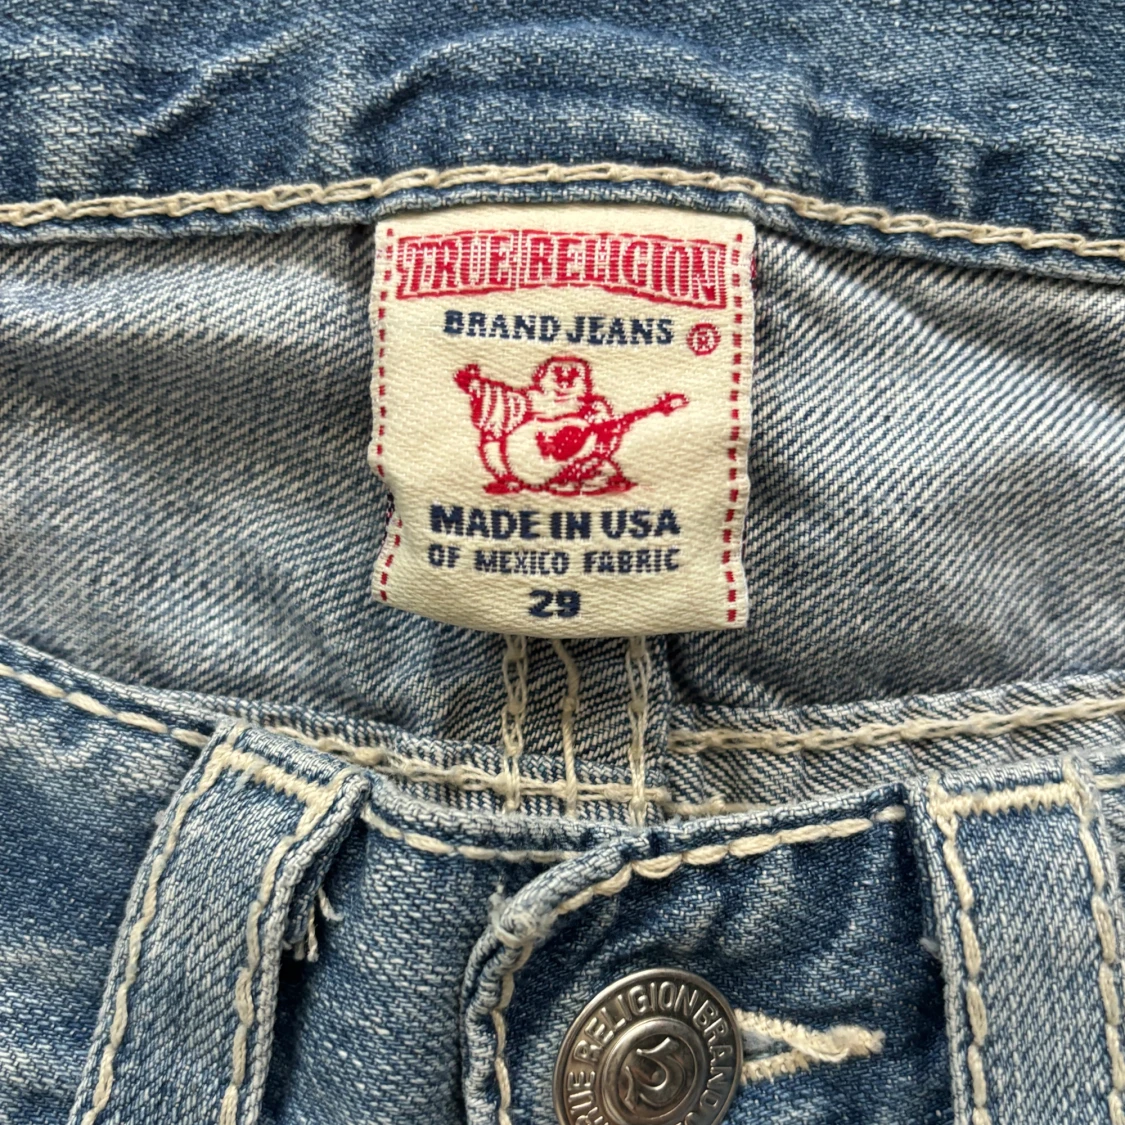 TRUE RELIGION
BRAND JEANS ®
MADE IN USA
OF MEXICO FABRIC
29
TRUE RELIGION BRAND